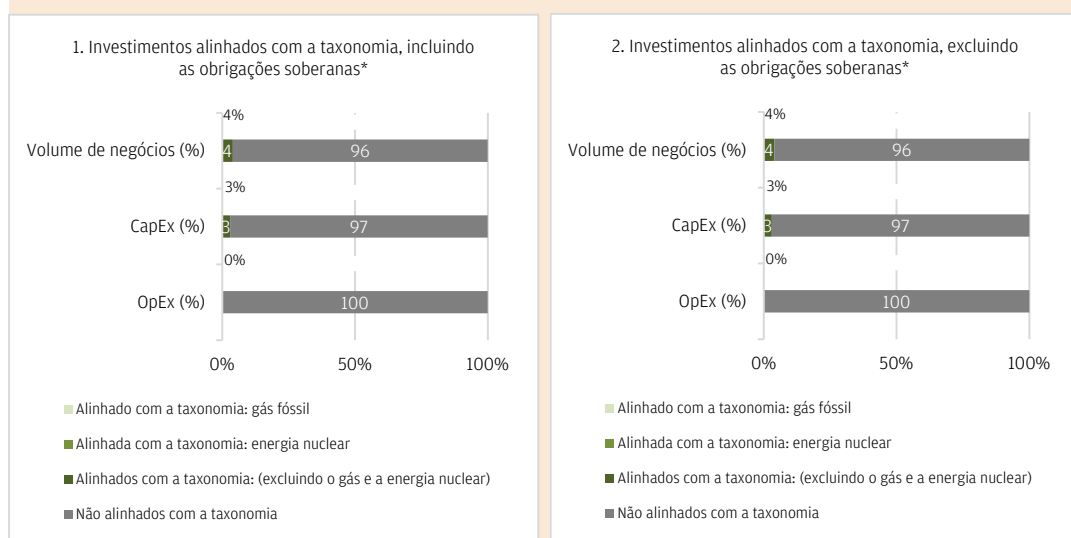 1. Investimentos alinhados com a taxonomia, incluindo
as obrigações soberanas*
4%
Volume de negócios (%) 4 96
3%
CapEx (%) 3 97
0%
OpEx (%) 100
0% 50% 100%
Alinhado com a taxonomia: gás fóssil
Alinhada com a taxonomia: energia nuclear
Alinhados com a taxonomia: (excluindo o gás e a energia nuclear)
Não alinhados com a taxonomia
2. Investimentos alinhados com a taxonomia, excluindo
as obrigações soberanas*
4%
Volume de negócios (%) 4 96
3%
CapEx (%) 3 97
0%
OpEx (%) 100
0% 50% 100%
Alinhado com a taxonomia: gás fóssil
Alinhada com a taxonomia: energia nuclear
Alinhados com a taxonomia: (excluindo o gás e a energia nuclear)
Não alinhados com a taxonomia